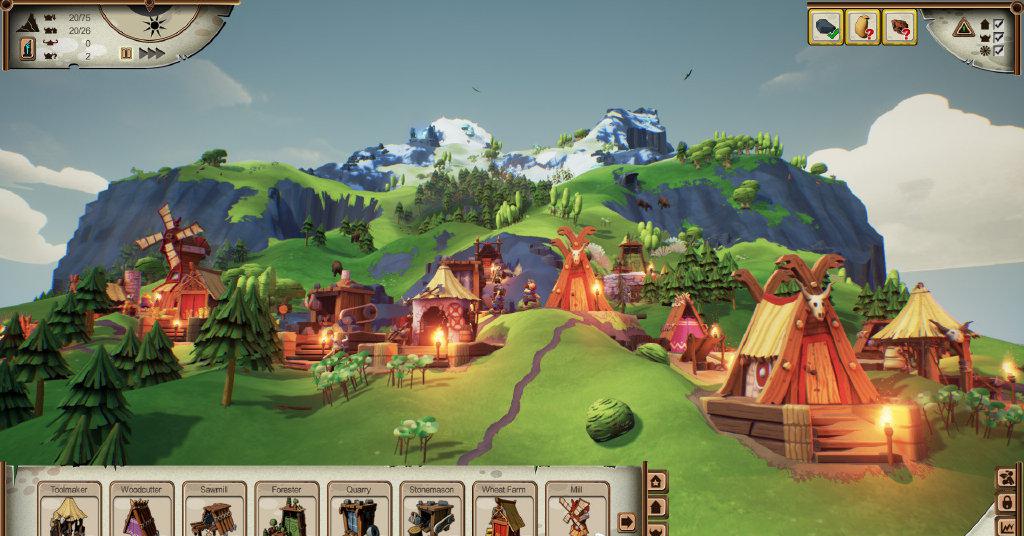 20/75
20/26
0
2
Toolmaker
Woodcutter
Sawmill
Forester
Quarry
Stonemason
Wheat Farm
Mill